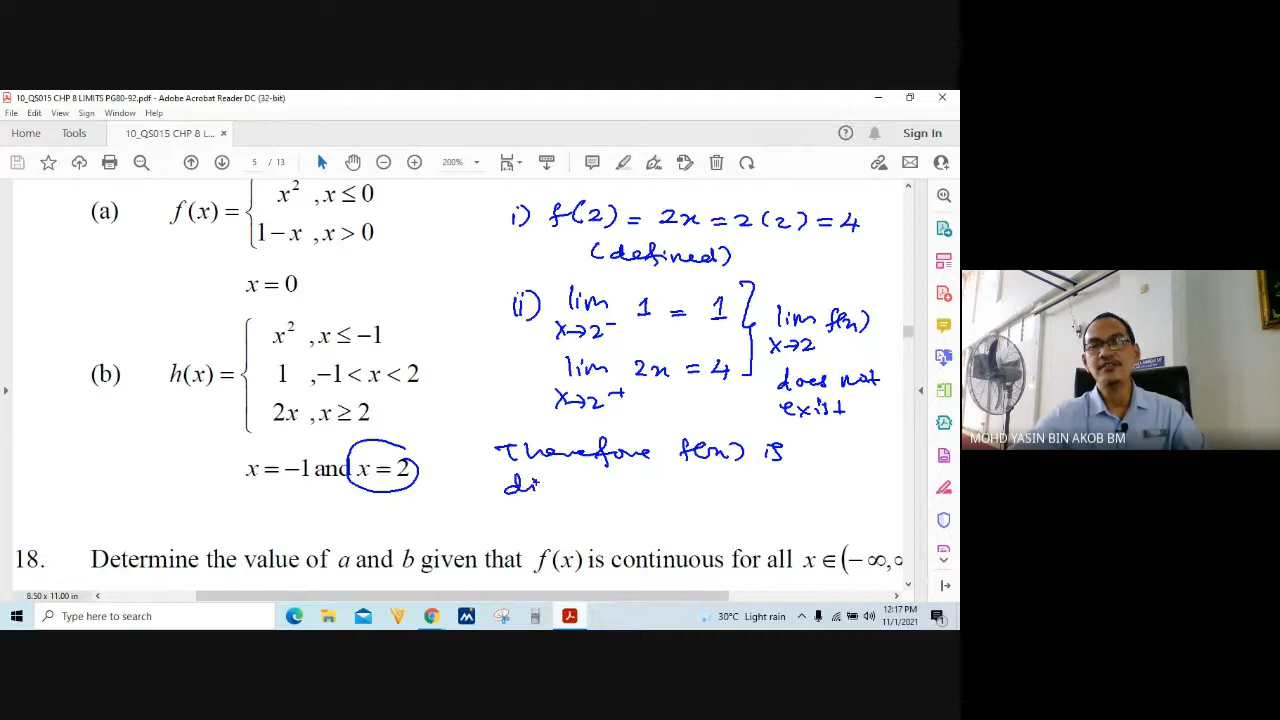 10_QS015 CHP 8 LIMITS PG80-92.pdf - Adobe Acrobat Reader DC (32-bit)
File Edit View Sign Window Help
Home Tools 10_QS015 CHP 8 L... × Sign In
5 / 13 200%
(a) f(x) = { x² , x ≤ 0
1 − x , x > 0
x = 0
(b) h(x) = { x² , x ≤ −1
1 , −1 < x < 2
2x , x ≥ 2
x = −1 and x = 2
i) f(2) = 2x = 2(2) = 4
(defined)
ii) lim x→2⁻ 1 = 1
lim x→2⁺ 2x = 4
lim x→2 f(x)
does not
exist
Therefore f(x) is
di
18. Determine the value of a and b given that f(x) is continuous for all x ∈ (−∞,
8.50 x 11.00 in
Type here to search
30°C Light rain
12:17 PM
11/1/2021
MOHD YASIN BIN AKOB BM